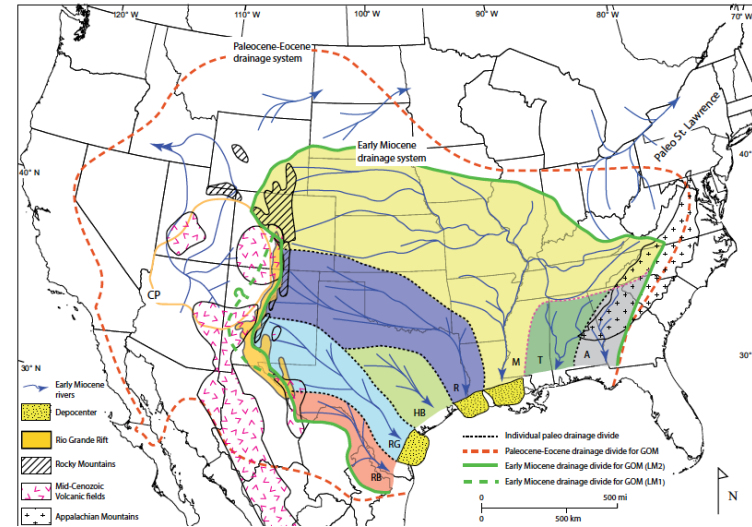 120° W
110° W
100° W
90° W
80° W
70° W
Paleocene-Eocene
drainage system
Early Miocene
drainage system
Paleo St. Lawrence
40° N
40° N
CP
?
30° N
30° N
M
T
A
R
HB
RG
RB
Early Miocene
rivers
Depocenter
Rio Grande Rift
Rocky Mountains
Mid-Cenozoic
Volcanic fields
Appalachian Mountains
Individual paleo drainage divide
Paleocene-Eocene drainage divide for GOM
Early Miocene drainage divide for GOM (LM2)
Early Miocene drainage divide for GOM (LM1)
0 500 mi
0 500 km
N